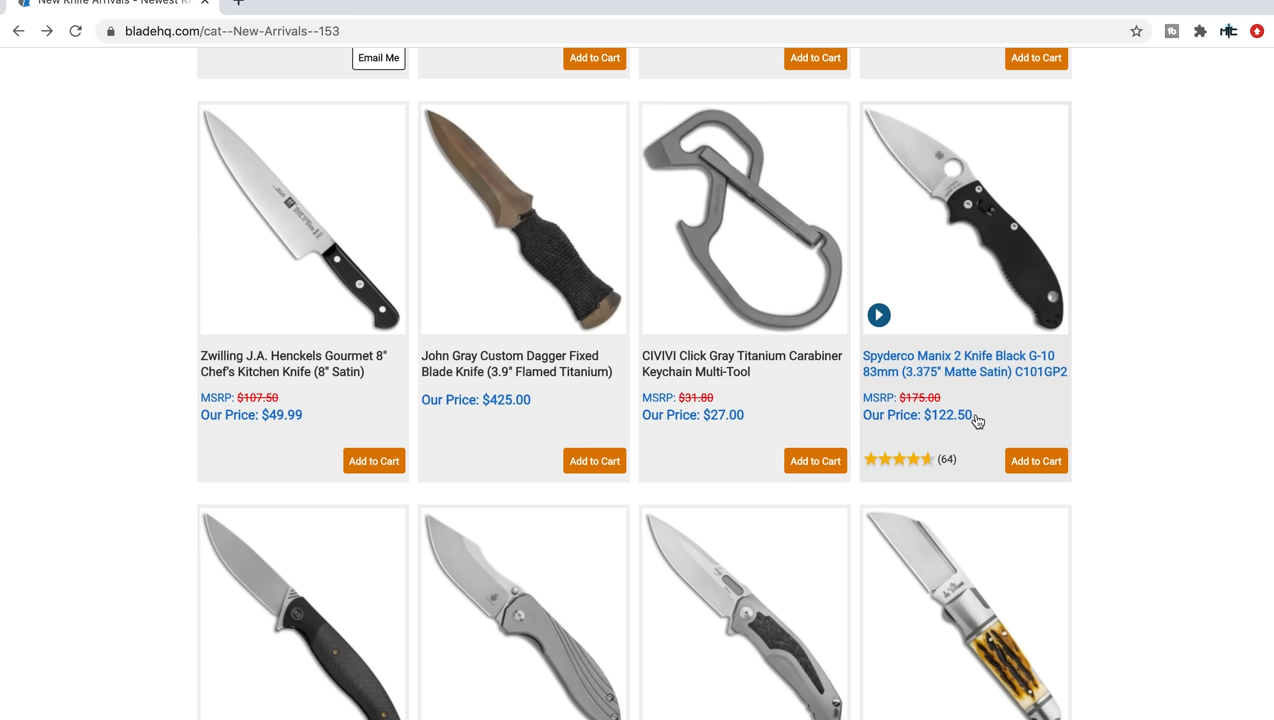 New Knife Arrivals - Newest K
bladehq.com/cat--New-Arrivals--153
Email Me
Add to Cart
Add to Cart
Add to Cart
Zwilling J.A. Henckels Gourmet 8"
Chef's Kitchen Knife (8" Satin)
MSRP: $107.50
Our Price: $49.99
Add to Cart
John Gray Custom Dagger Fixed
Blade Knife (3.9" Flamed Titanium)
Our Price: $425.00
Add to Cart
CIVIVI Click Gray Titanium Carabiner
Keychain Multi-Tool
MSRP: $31.80
Our Price: $27.00
Add to Cart
Spyderco Manix 2 Knife Black G-10
83mm (3.375" Matte Satin) C101GP2
MSRP: $175.00
Our Price: $122.50
(64)
Add to Cart